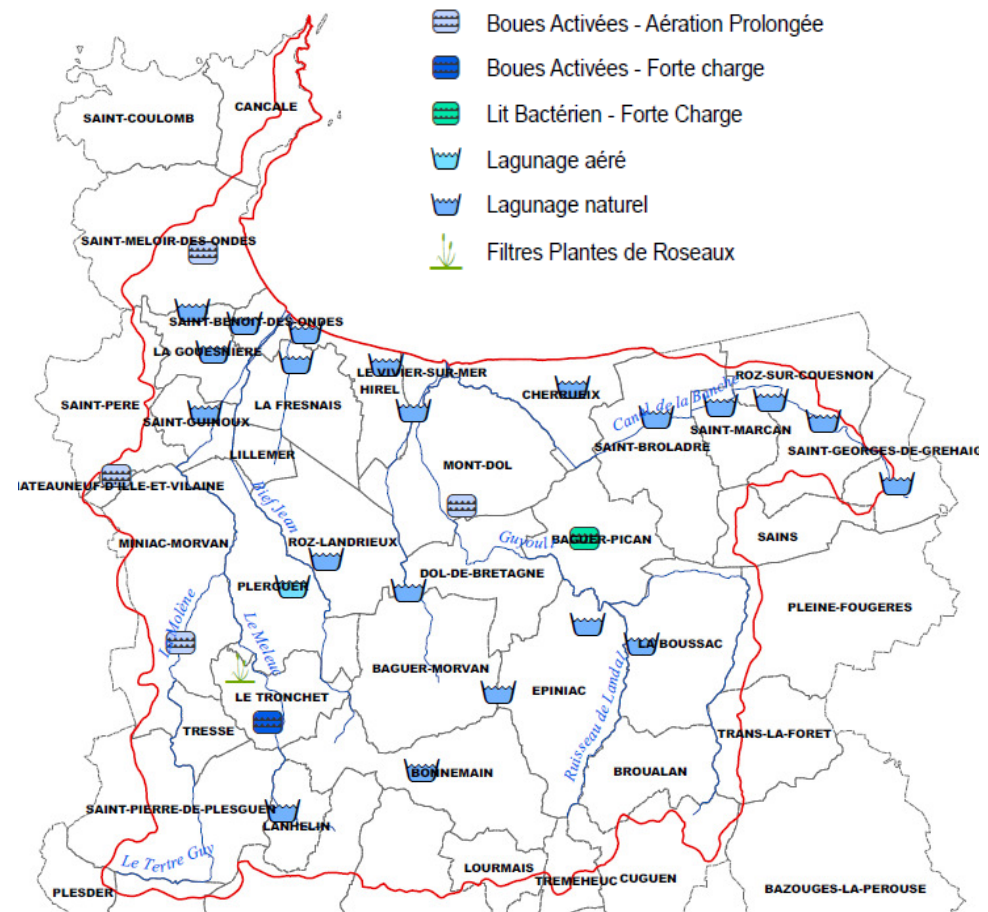 Boues Activées - Aération Prolongée
Boues Activées - Forte charge
Lit Bactérien - Forte Charge
Lagunage aéré
Lagunage naturel
Filtres Plantes de Roseaux
CANCALE
SAINT-COULOMB
SAINT-MELOIR-DES-ONDES
SAINT-BENOIT-DES-ONDES
LA GOUESNIERE
LE VIVIER-SUR-MER
HIREL
CHERRUEIX
ROZ-SUR-COUESNON
Canal de la Banche
SAINT-PERE
LA FRESNAIS
SAINT-GUINOUX
SAINT-MARCAN
SAINT-BROLADRE
SAINT-GEORGES-DE-GREHAIG
LILLEMER
MONT-DOL
HATEAUNEUF-D'ILLE-ET-VILAINE
Bief Jean
MINIAC-MORVAN
ROZ-LANDRIEUX
Guyoult
BAGUER-PICAN
SAINS
DOL-DE-BRETAGNE
PLERGUER
PLEINE-FOUGERES
La Molène
Le Meleuc
LA BOUSSAC
BAGUER-MORVAN
LE TRONCHET
EPINIAC
TRESSE
Ruisseau de Landal
TRANS-LA-FORET
BONNEMAIN
BROUALAN
SAINT-PIERRE-DE-PLESGUEN
LANHELIN
Le Tertre Guy
LOURMAIS
TREMEHEUC
CUGUEN
PLESDER
BAZOUGES-LA-PEROUSE